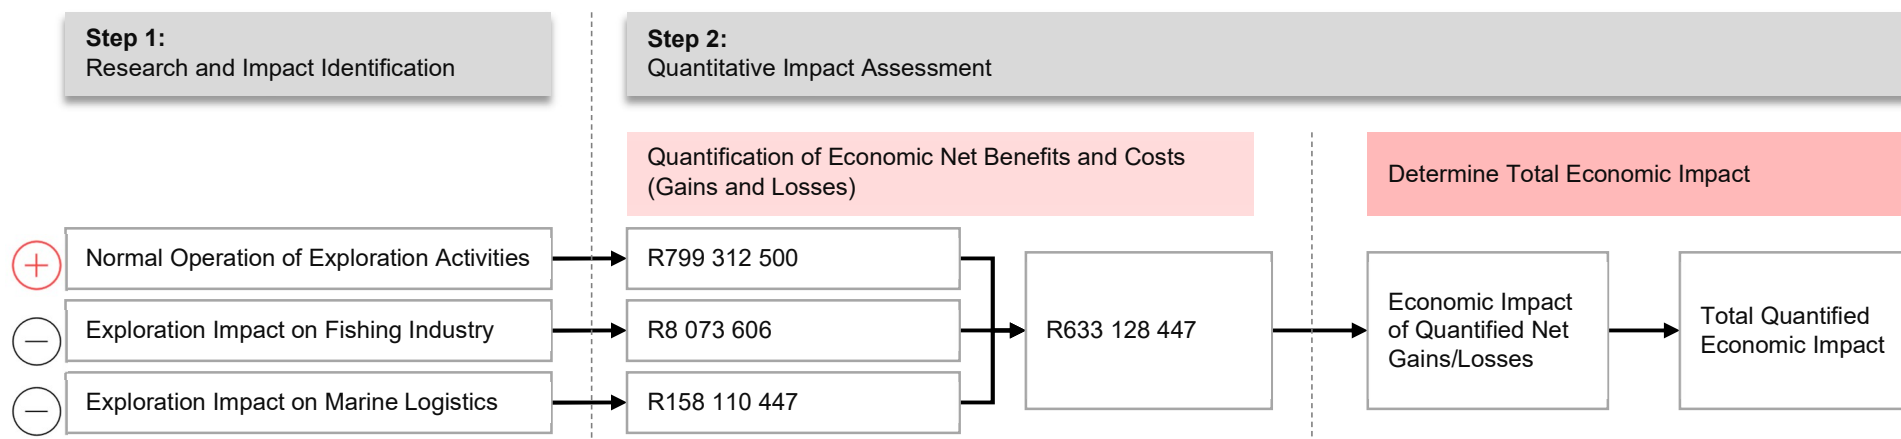 Step 1:
Research and Impact Identification
Step 2:
Quantitative Impact Assessment
Quantification of Economic Net Benefits and Costs
(Gains and Losses)
Determine Total Economic Impact
Normal Operation of Exploration Activities
R799 312 500
Exploration Impact on Fishing Industry
R8 073 606
Exploration Impact on Marine Logistics
R158 110 447
R633 128 447
Economic Impact
of Quantified Net
Gains/Losses
Total Quantified
Economic Impact